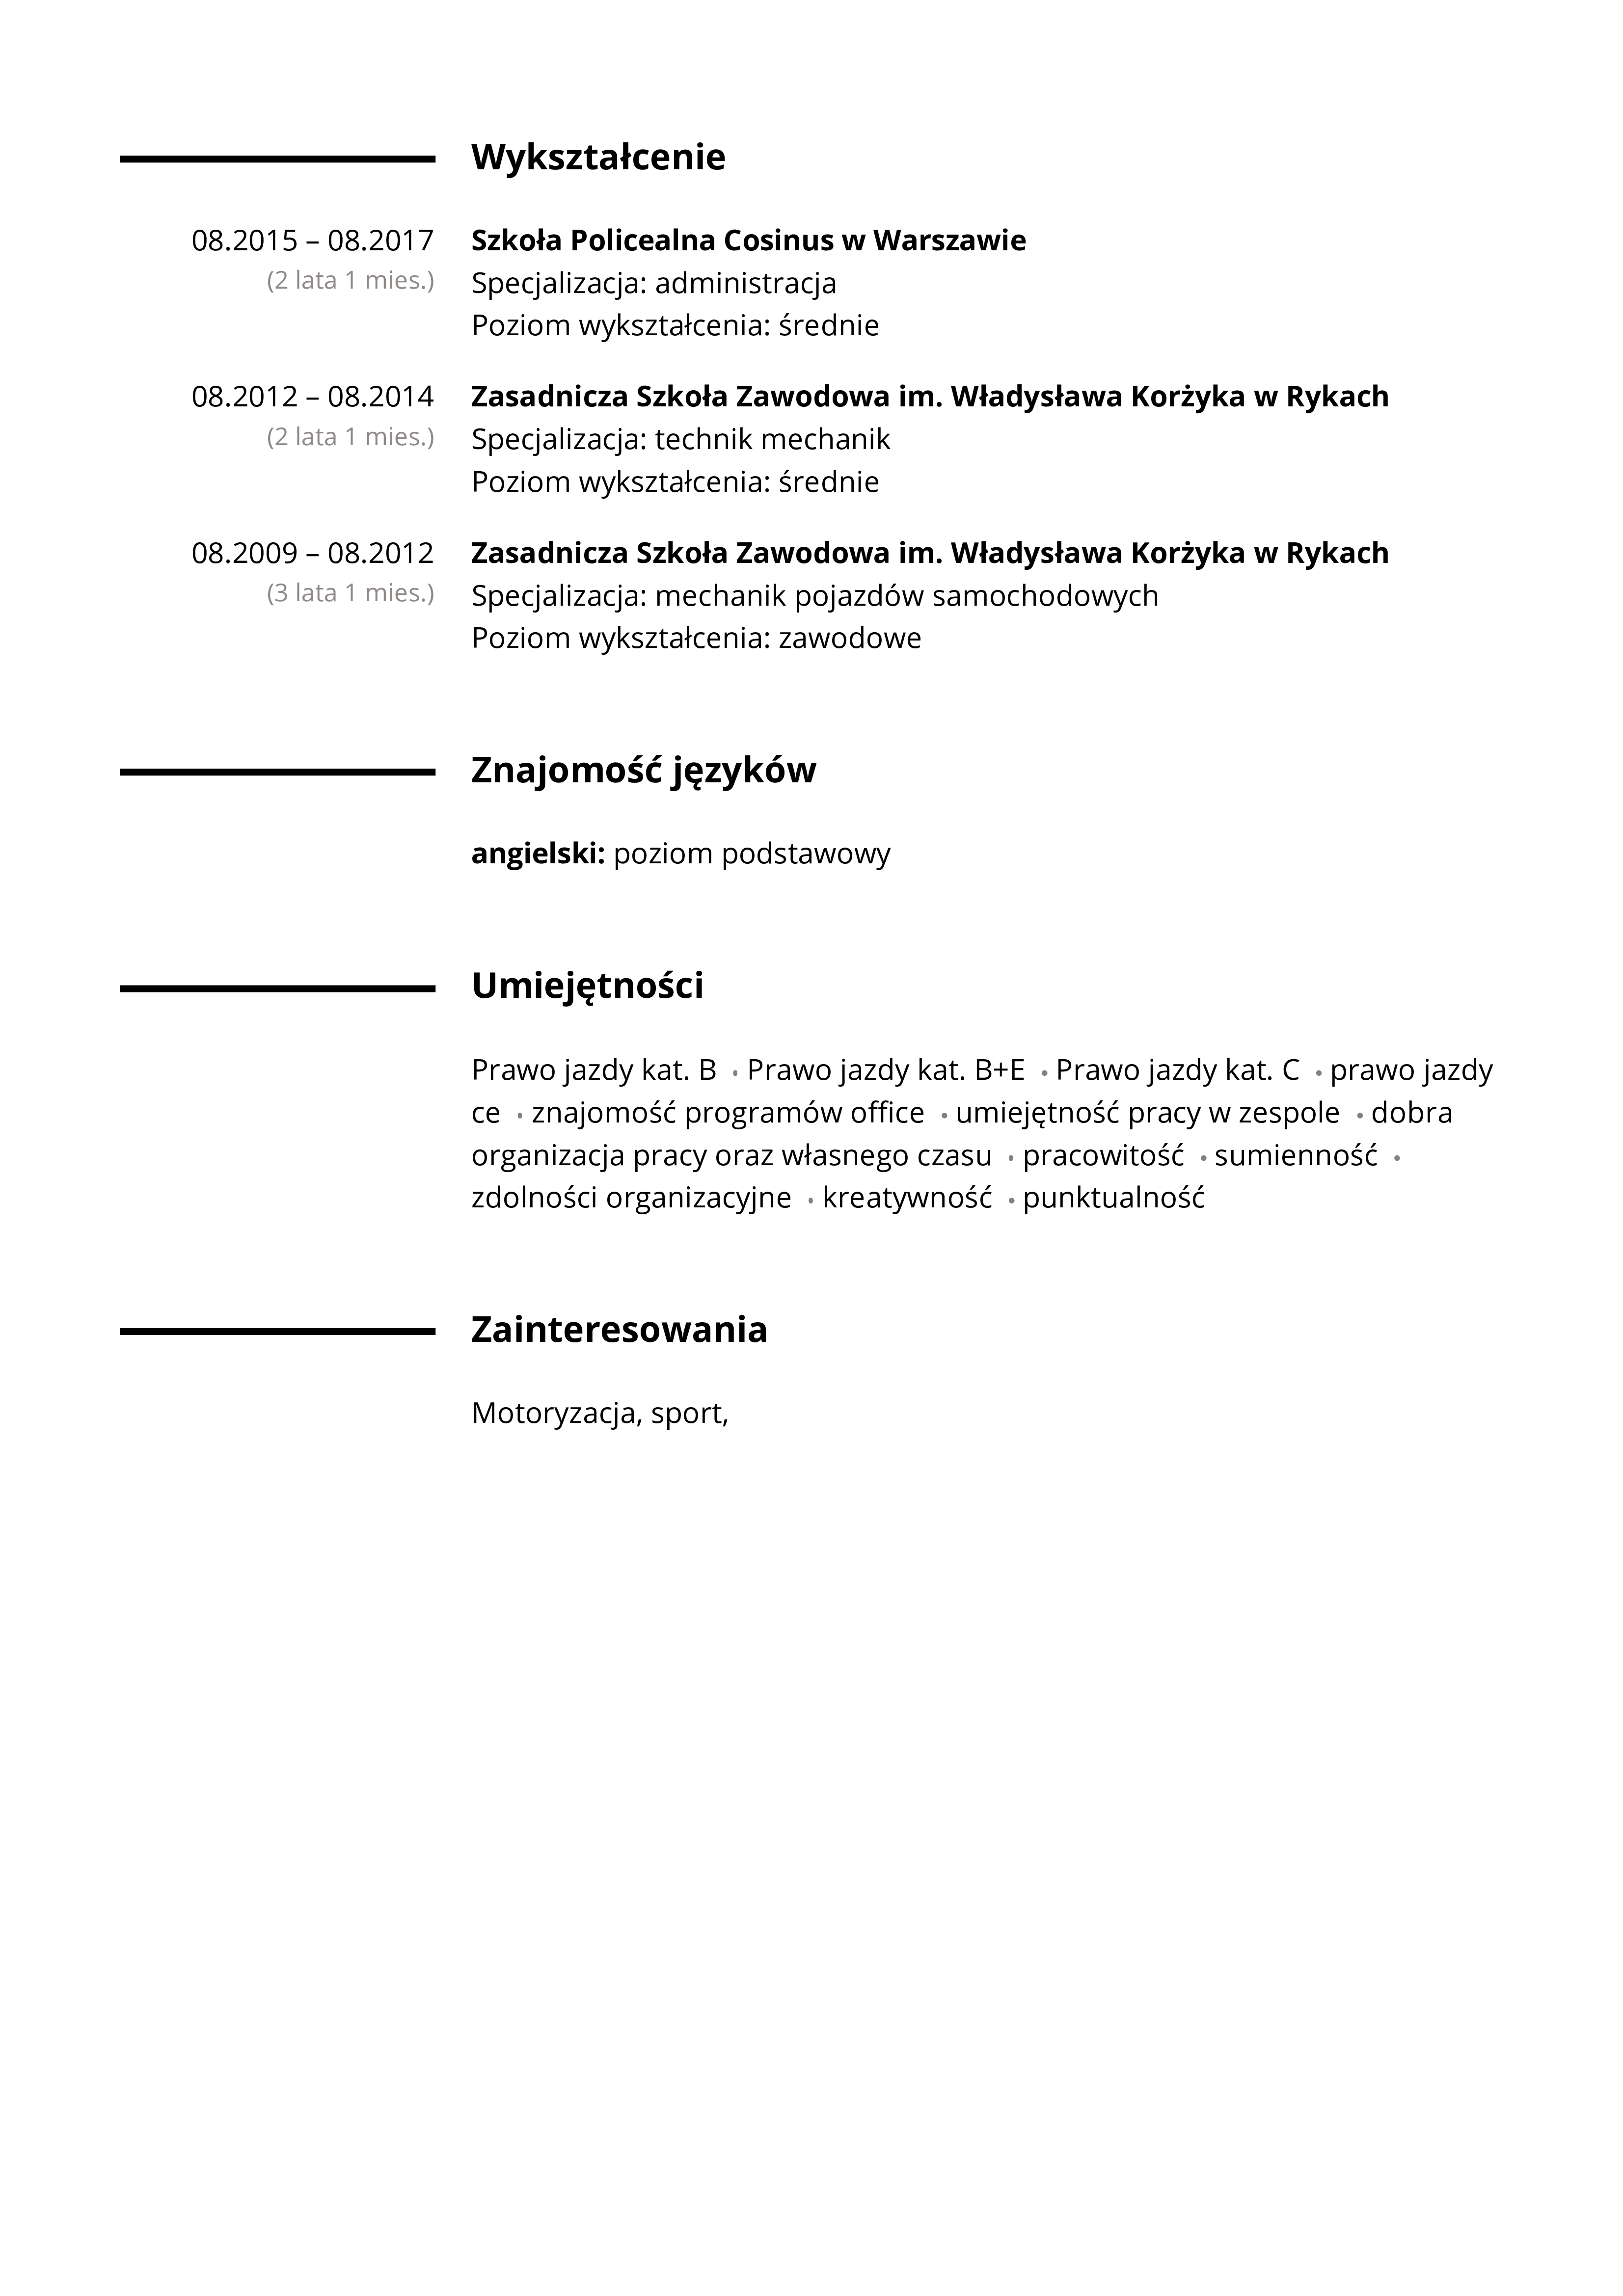 Wykształcenie
08.2015 – 08.2017 Szkoła Policealna Cosinus w Warszawie
(2 lata 1 mies.) Specjalizacja: administracja
Poziom wykształcenia: średnie
08.2012 – 08.2014 Zasadnicza Szkoła Zawodowa im. Władysława Korżyka w Rykach
(2 lata 1 mies.) Specjalizacja: technik mechanik
Poziom wykształcenia: średnie
08.2009 – 08.2012 Zasadnicza Szkoła Zawodowa im. Władysława Korżyka w Rykach
(3 lata 1 mies.) Specjalizacja: mechanik pojazdów samochodowych
Poziom wykształcenia: zawodowe
Znajomość języków
angielski: poziom podstawowy
Umiejętności
Prawo jazdy kat. B • Prawo jazdy kat. B+E • Prawo jazdy kat. C • prawo jazdy
ce • znajomość programów office • umiejętność pracy w zespole • dobra
organizacja pracy oraz własnego czasu • pracowitość • sumienność •
zdolności organizacyjne • kreatywność • punktualność
Zainteresowania
Motoryzacja, sport,